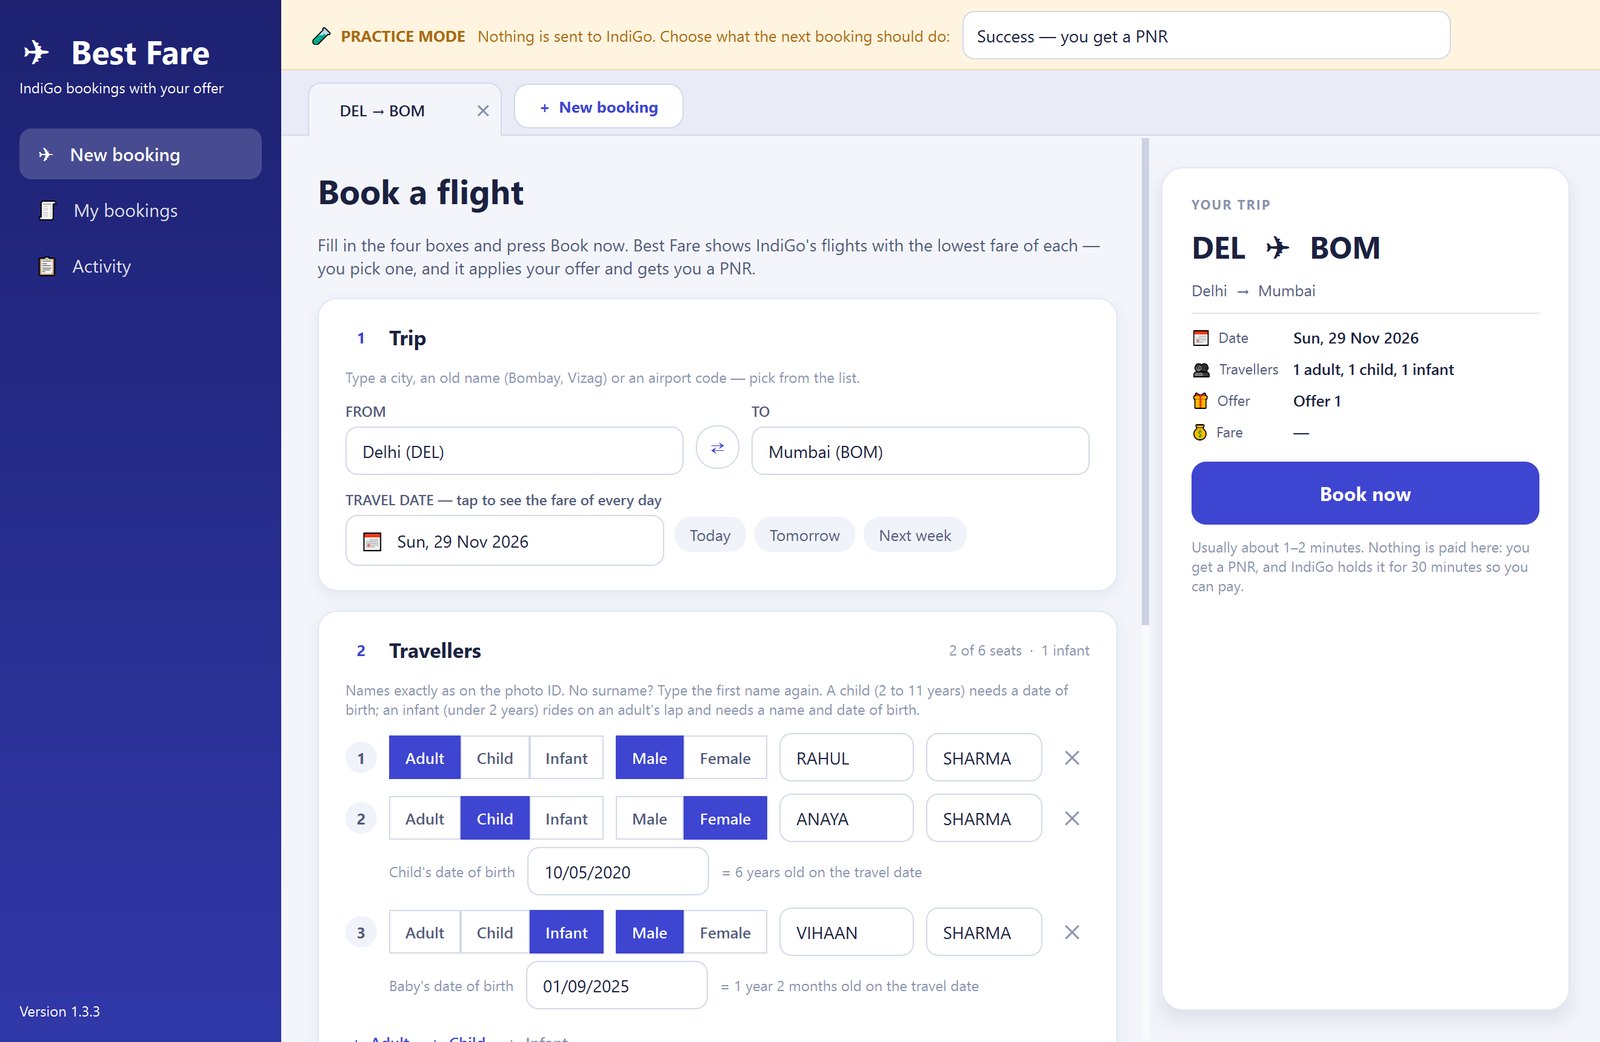 Best Fare
IndiGo bookings with your offer
New booking
My bookings
Activity
Version 1.3.3
PRACTICE MODE Nothing is sent to IndiGo. Choose what the next booking should do: Success — you get a PNR
DEL → BOM ✕ + New booking
Book a flight
Fill in the four boxes and press Book now. Best Fare shows IndiGo's flights with the lowest fare of each —
you pick one, and it applies your offer and gets you a PNR.
1 Trip
Type a city, an old name (Bombay, Vizag) or an airport code — pick from the list.
FROM TO
Delhi (DEL) ⇄ Mumbai (BOM)
TRAVEL DATE — tap to see the fare of every day
Sun, 29 Nov 2026 Today Tomorrow Next week
2 Travellers 2 of 6 seats · 1 infant
Names exactly as on the photo ID. No surname? Type the first name again. A child (2 to 11 years) needs a date of
birth; an infant (under 2 years) rides on an adult's lap and needs a name and date of birth.
1 Adult Child Infant Male Female RAHUL SHARMA ✕
2 Adult Child Infant Male Female ANAYA SHARMA ✕
Child's date of birth 10/05/2020 = 6 years old on the travel date
3 Adult Child Infant Male Female VIHAAN SHARMA ✕
Baby's date of birth 01/09/2025 = 1 year 2 months old on the travel date
+ Adult + Child + Infant
YOUR TRIP
DEL ✈ BOM
Delhi → Mumbai
Date Sun, 29 Nov 2026
Travellers 1 adult, 1 child, 1 infant
Offer Offer 1
Fare —
Book now
Usually about 1–2 minutes. Nothing is paid here: you
get a PNR, and IndiGo holds it for 30 minutes so you
can pay.